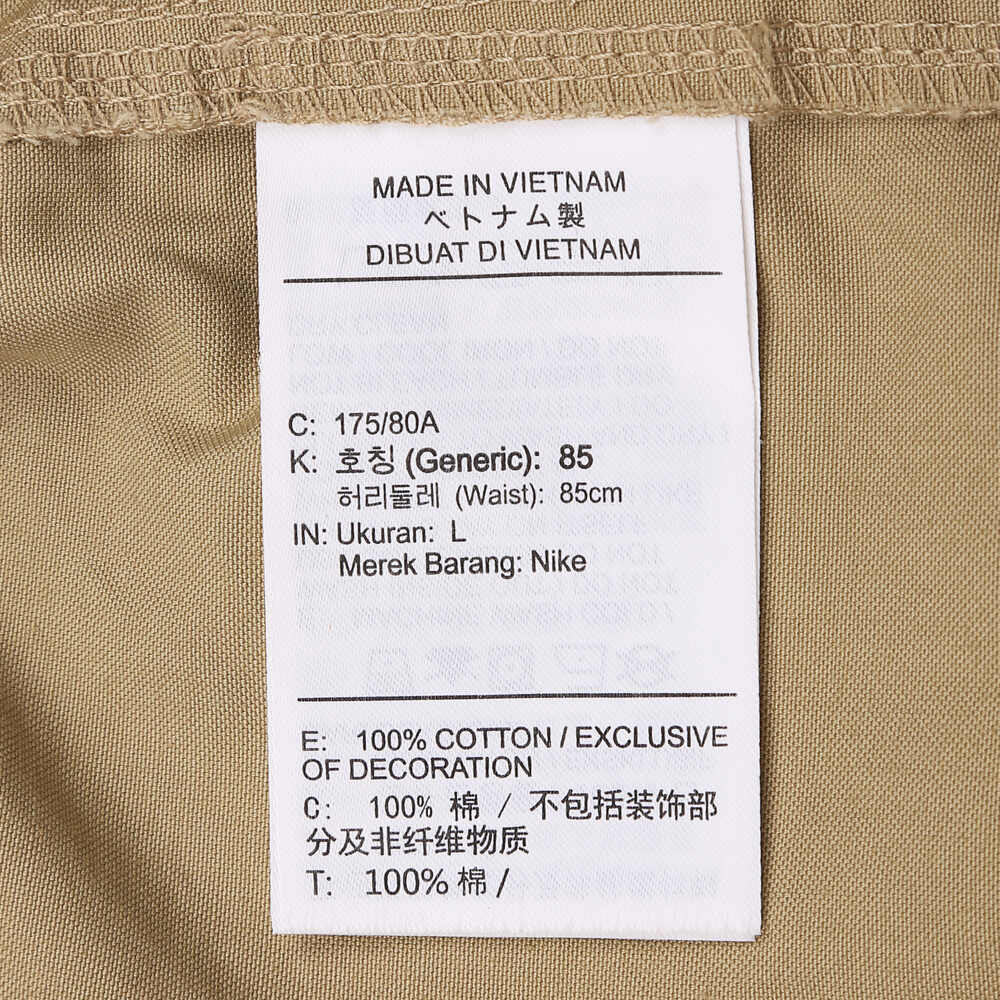 MADE IN VIETNAM
ベトナム製
DIBUAT DI VIETNAM
C: 175/80A
K: 호칭 (Generic): 85
허리둘레 (Waist): 85cm
IN: Ukuran: L
Merek Barang: Nike
E: 100% COTTON / EXCLUSIVE
OF DECORATION
C: 100% 棉 / 不包括装饰部
分及非纤维物质
T: 100% 棉 /